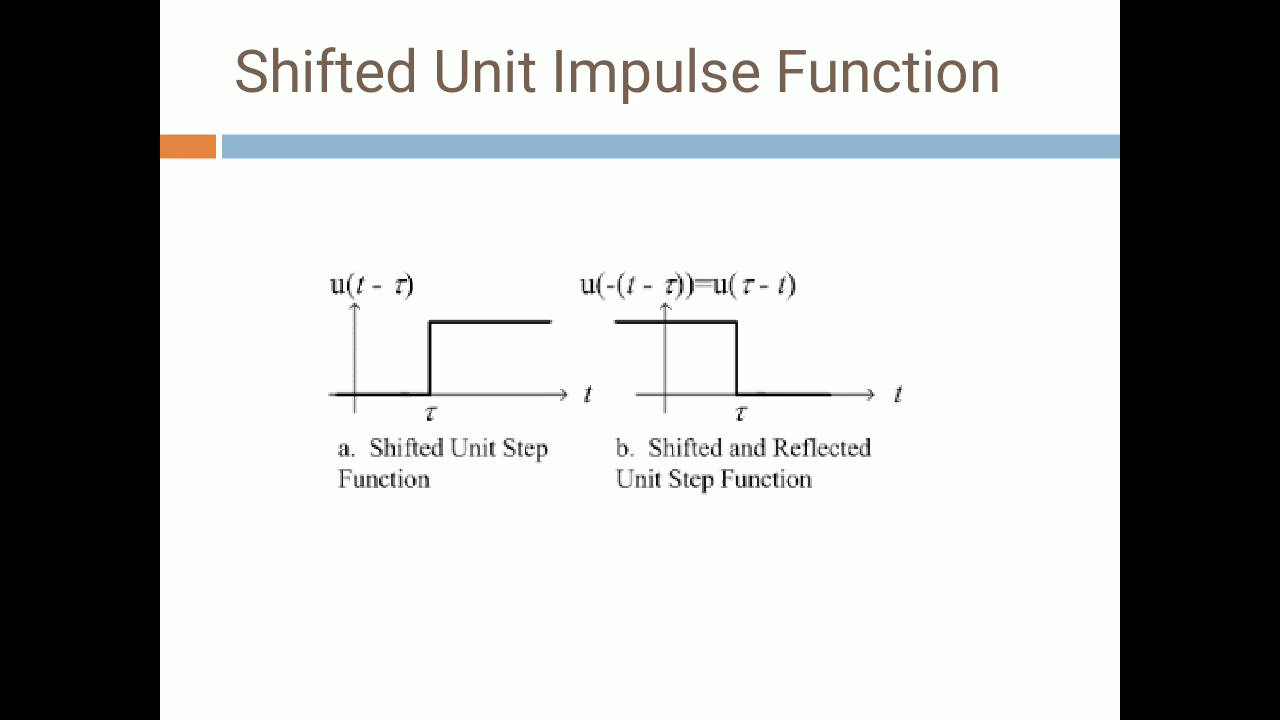 Shifted Unit Impulse Function
u(t - τ)
u(-(t - τ))=u(τ - t)
t
t
τ
τ
a. Shifted Unit Step
Function
b. Shifted and Reflected
Unit Step Function